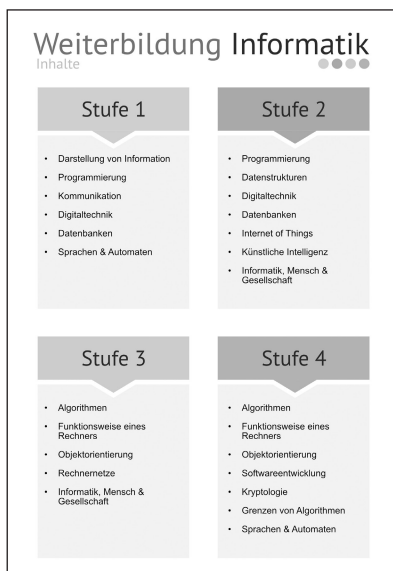 Weiterbildung Informatik
Inhalte
Stufe 1
• Darstellung von Information
• Programmierung
• Kommunikation
• Digitaltechnik
• Datenbanken
• Sprachen & Automaten
Stufe 2
• Programmierung
• Datenstrukturen
• Digitaltechnik
• Datenbanken
• Internet of Things
• Künstliche Intelligenz
• Informatik, Mensch &
Gesellschaft
Stufe 3
• Algorithmen
• Funktionsweise eines
Rechners
• Objektorientierung
• Rechnernetze
• Informatik, Mensch &
Gesellschaft
Stufe 4
• Algorithmen
• Funktionsweise eines
Rechners
• Objektorientierung
• Softwareentwicklung
• Kryptologie
• Grenzen von Algorithmen
• Sprachen & Automaten